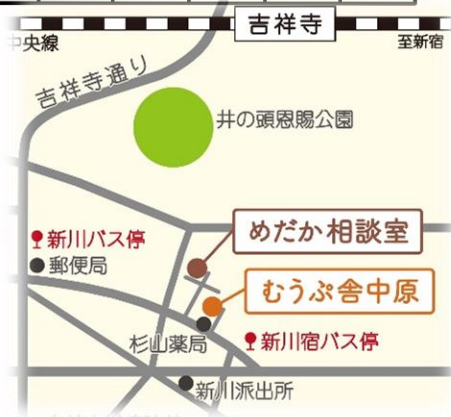 吉祥寺
中央線
至新宿
吉祥寺通り
井の頭恩賜公園
めだか相談室
新川バス停
郵便局
むうぷ舎中原
杉山薬局
新川宿バス停
新川派出所